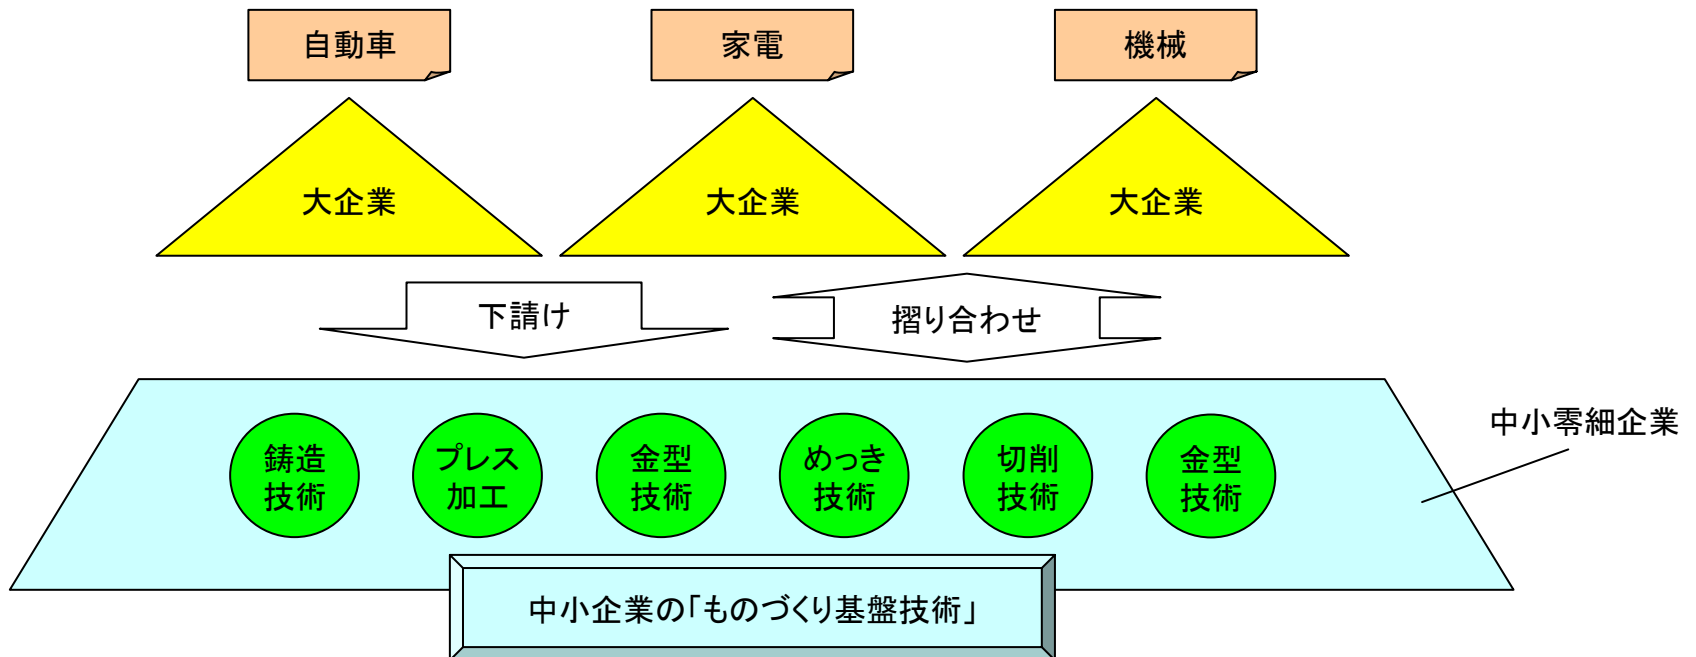 自動車
家電
機械
大企業
大企業
大企業
下請け
摺り合わせ
中小零細企業
鋳造
技術
プレス
加工
金型
技術
めっき
技術
切削
技術
金型
技術
中小企業の「ものづくり基盤技術」